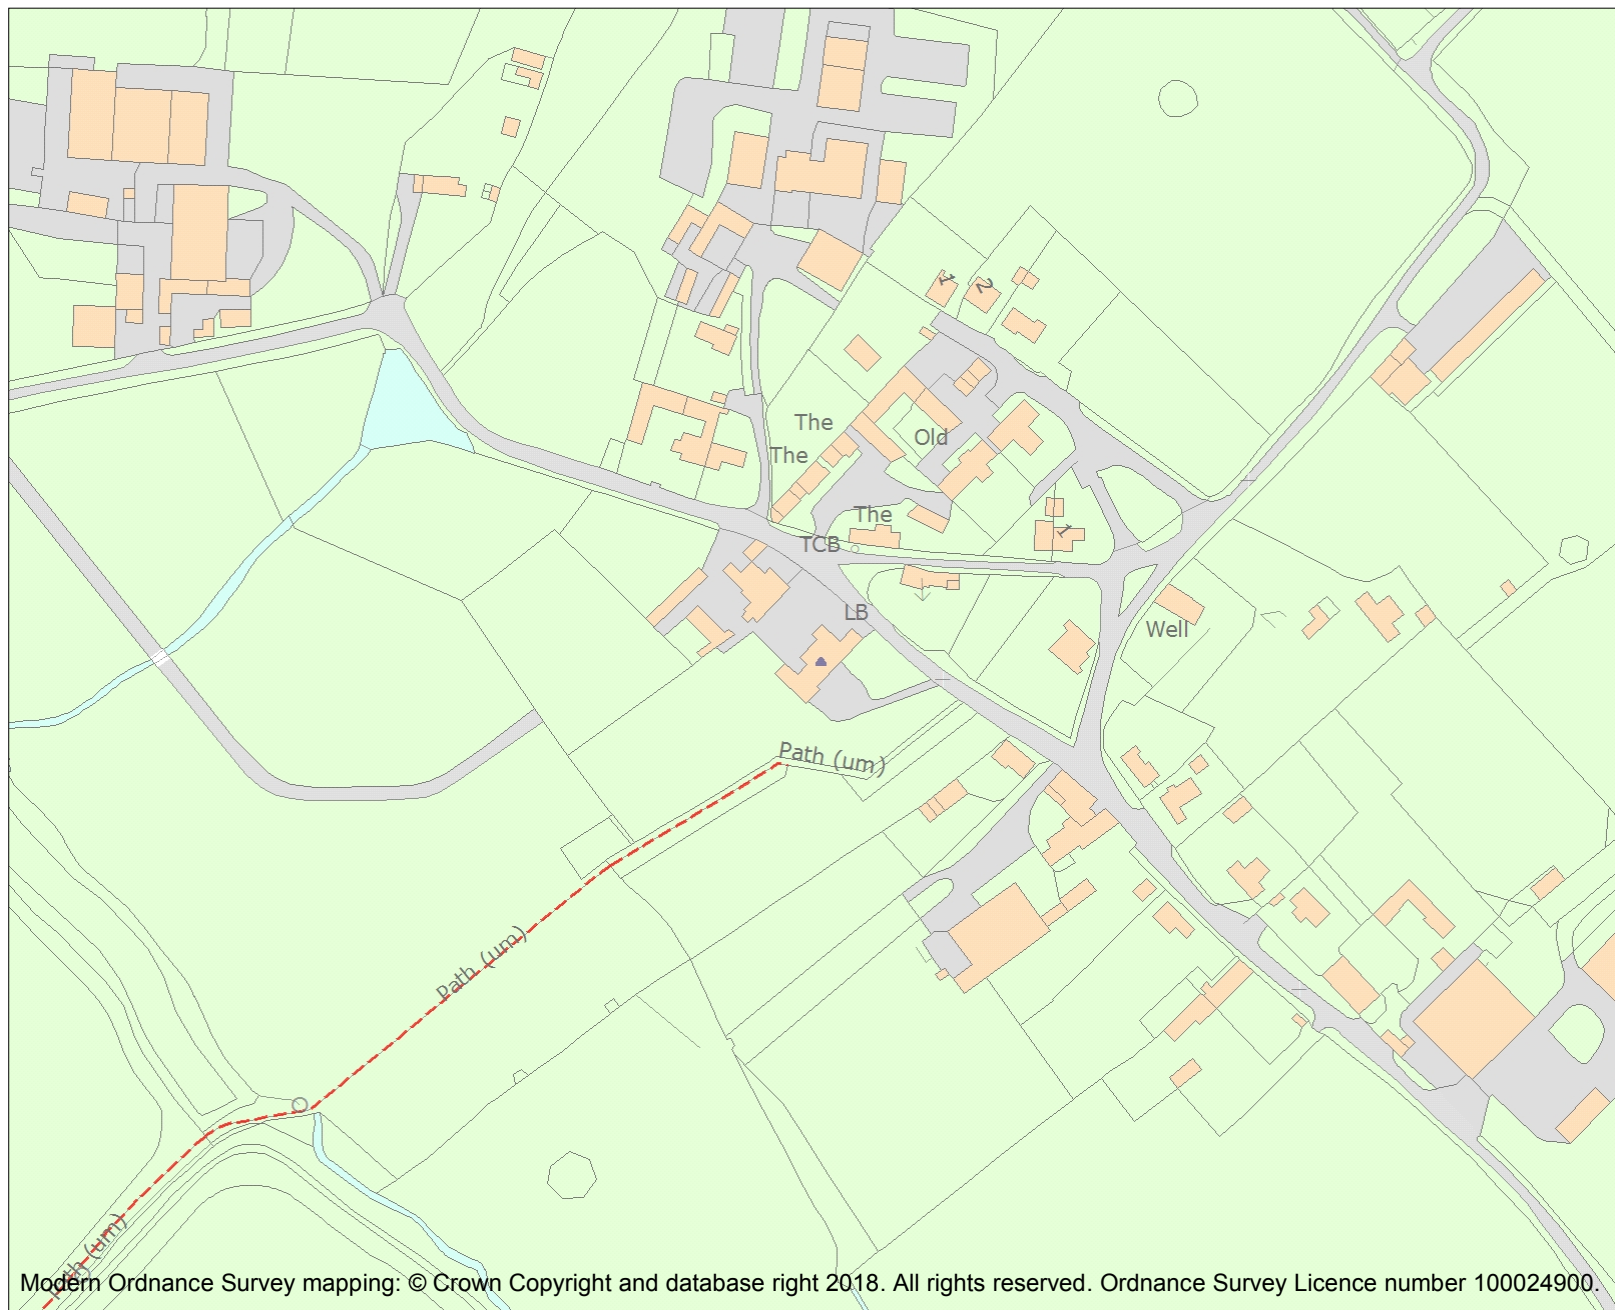 1
2
The
Old
The
The
TCB
1
LB
Well
Path (um)
Path (um)
Path (um)
Modern Ordnance Survey mapping: © Crown Copyright and database right 2018. All rights reserved. Ordnance Survey Licence number 100024900.